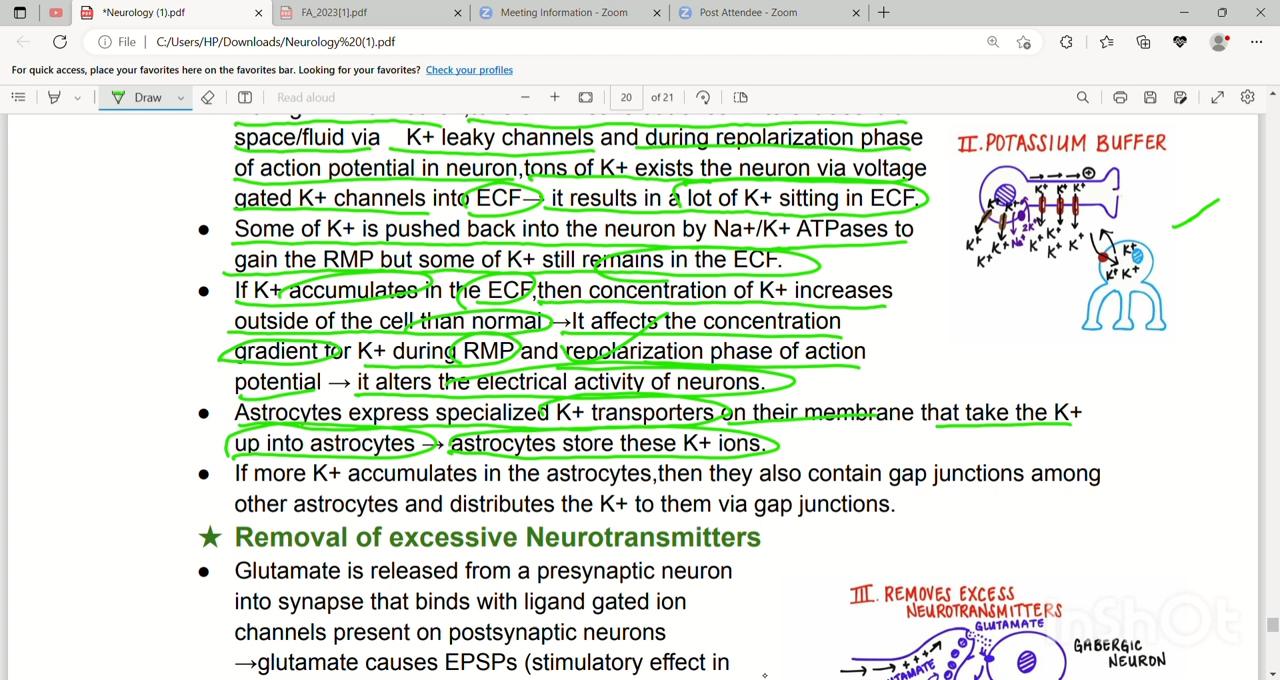 *Neurology (1).pdf
FA_2023[1].pdf
Meeting Information - Zoom
Post Attendee - Zoom
File
C:/Users/HP/Downloads/Neurology%20(1).pdf
For quick access, place your favorites here on the favorites bar. Looking for your favorites? Check your profiles
Draw
Read aloud
20
of 21
space/fluid via K+ leaky channels and during repolarization phase
of action potential in neuron,tons of K+ exists the neuron via voltage
gated K+ channels into ECF→ it results in a lot of K+ sitting in ECF.
● Some of K+ is pushed back into the neuron by Na+/K+ ATPases to
gain the RMP but some of K+ still remains in the ECF.
● If K+ accumulates in the ECF,then concentration of K+ increases
outside of the cell than normal →It affects the concentration
gradient for K+ during RMP and repolarization phase of action
potential → it alters the electrical activity of neurons.
● Astrocytes express specialized K+ transporters on their membrane that take the K+
up into astrocytes → astrocytes store these K+ ions.
● If more K+ accumulates in the astrocytes,then they also contain gap junctions among
other astrocytes and distributes the K+ to them via gap junctions.
★ Removal of excessive Neurotransmitters
● Glutamate is released from a presynaptic neuron
into synapse that binds with ligand gated ion
channels present on postsynaptic neurons
→glutamate causes EPSPs (stimulatory effect in
II. POTASSIUM BUFFER
K+ K+ K+
K+ K+
2K+
K+ K+ Na+ K+ K+
K+ K+ K+
K+
K+ K+
III. REMOVES EXCESS
NEUROTRANSMITTERS
GLUTAMATE
GABERGIC
NEURON
InShOt